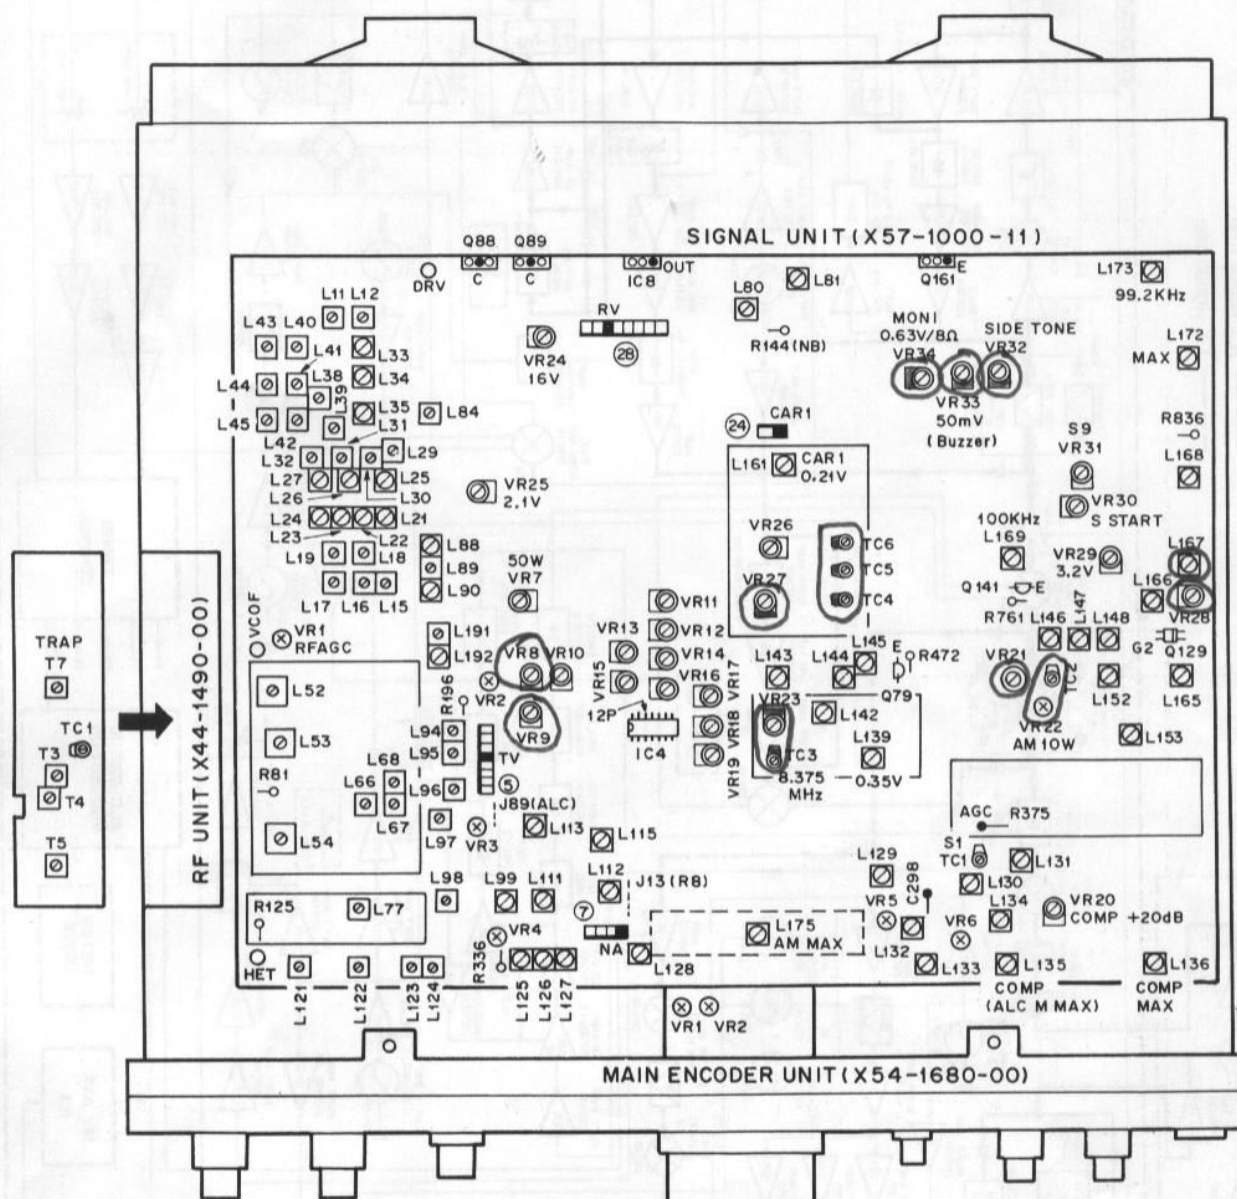 SIGNAL UNIT (X57-1000-11)
Q88 Q89
C C
DRV
IC8 OUT
Q161 E
L80
L81
L173
99.2KHz
L11 L12
L43 L40
L41
L33
L38
L34
L44
L39
L35
L45
L31
L84
L42
L32
L29
L27
L25
L26
L30
L24
L21
L23
L22
L19
L18
L17 L16 L15
VR24
16V
RV
28
R144 (NB)
MONI
0.63V/8Ω
VR34
SIDE TONE
VR32
VR33
50mV
(Buzzer)
L172
MAX
R836
L168
S9
VR31
VR30
S START
24
CAR1
L161
CAR 1
0.21V
VR25
2.1V
VR26
TC6
TC5
TC4
VR27
100KHz
L169
VR29
3.2V
L167
L166
VR28
Q141 E
R761
L146
L147
L148
G2
Q129
L88
L89
L90
50W
VR7
VR11
VR12
VR13
VR14
VR15
VR16
VR17
VR18
VR19
12P
IC4
L191
L192
VR8
VR10
VR2
VR9
R196
L94
L95
L96
TV
5
J89(ALC)
L143
L144
L145
E
R472
Q79
VR23
L142
TC3
8.375
MHz
L139
0.35V
VR21
TC2
VR22
AM 10W
L152
L165
L153
TRAP
T7
TC1
T3
T4
T5
RF UNIT (X44-1490-00)
VCOF
VR1
RFAGC
L52
L53
R81
L54
L68
L66
L67
L97
VR3
L113
L115
L98
L99
L111
L112
J13 (R8)
7
NA
VR4
R336
R125
L77
HET
L121
L122
L123
L124
L125
L126
L127
L128
L175
AM MAX
AGC R375
S1
TC1
L131
L129
C298
L130
VR5
L134
VR20
COMP +20dB
L132
VR6
L133
L135
L136
COMP
(ALC M MAX)
COMP
MAX
VR1 VR2
MAIN ENCODER UNIT (X54-1680-00)